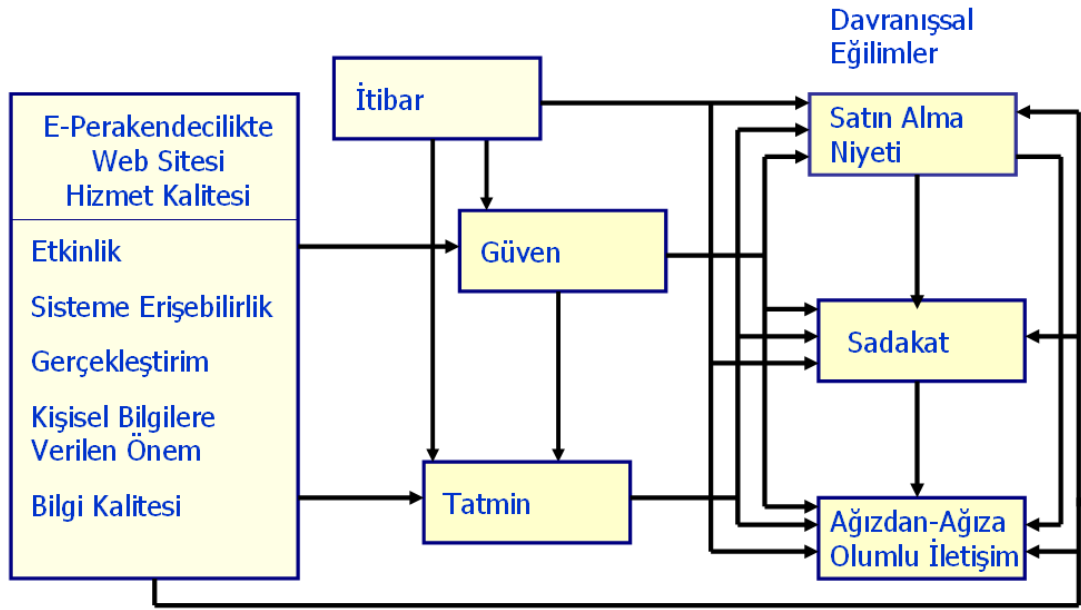 E-Perakendecilikte
Web Sitesi
Hizmet Kalitesi
Etkinlik
Sisteme Erişebilirlik
Gerçekleştirim
Kişisel Bilgilere
Verilen Önem
Bilgi Kalitesi
İtibar
Güven
Tatmin
Davranışsal
Eğilimler
Satın Alma
Niyeti
Sadakat
Ağızdan-Ağıza
Olumlu İletişim